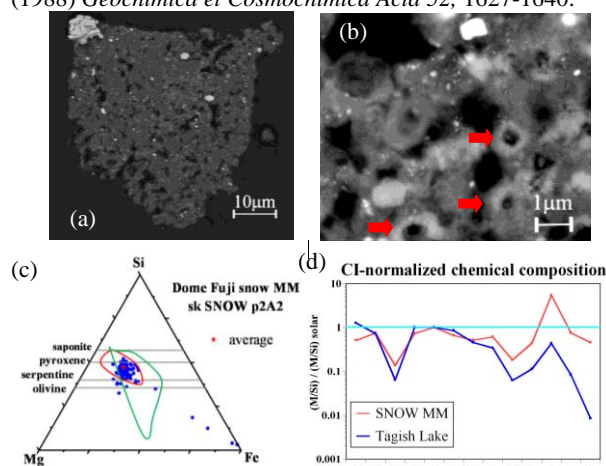 (1988) Geochimica et Cosmochimica Acta 52, 1627-1640.
(a)
10μm
(b)
1μm
(c)
Si
Dome Fuji snow MM
sk SNOW p2A2
average
saponite
pyroxene
serpentine
olivine
Mg
Fe
(d)
CI-normalized chemical composition
(M/Si) / (M/Si) solar
10
1
0.1
0.01
0.001
SNOW MM
Tagish Lake